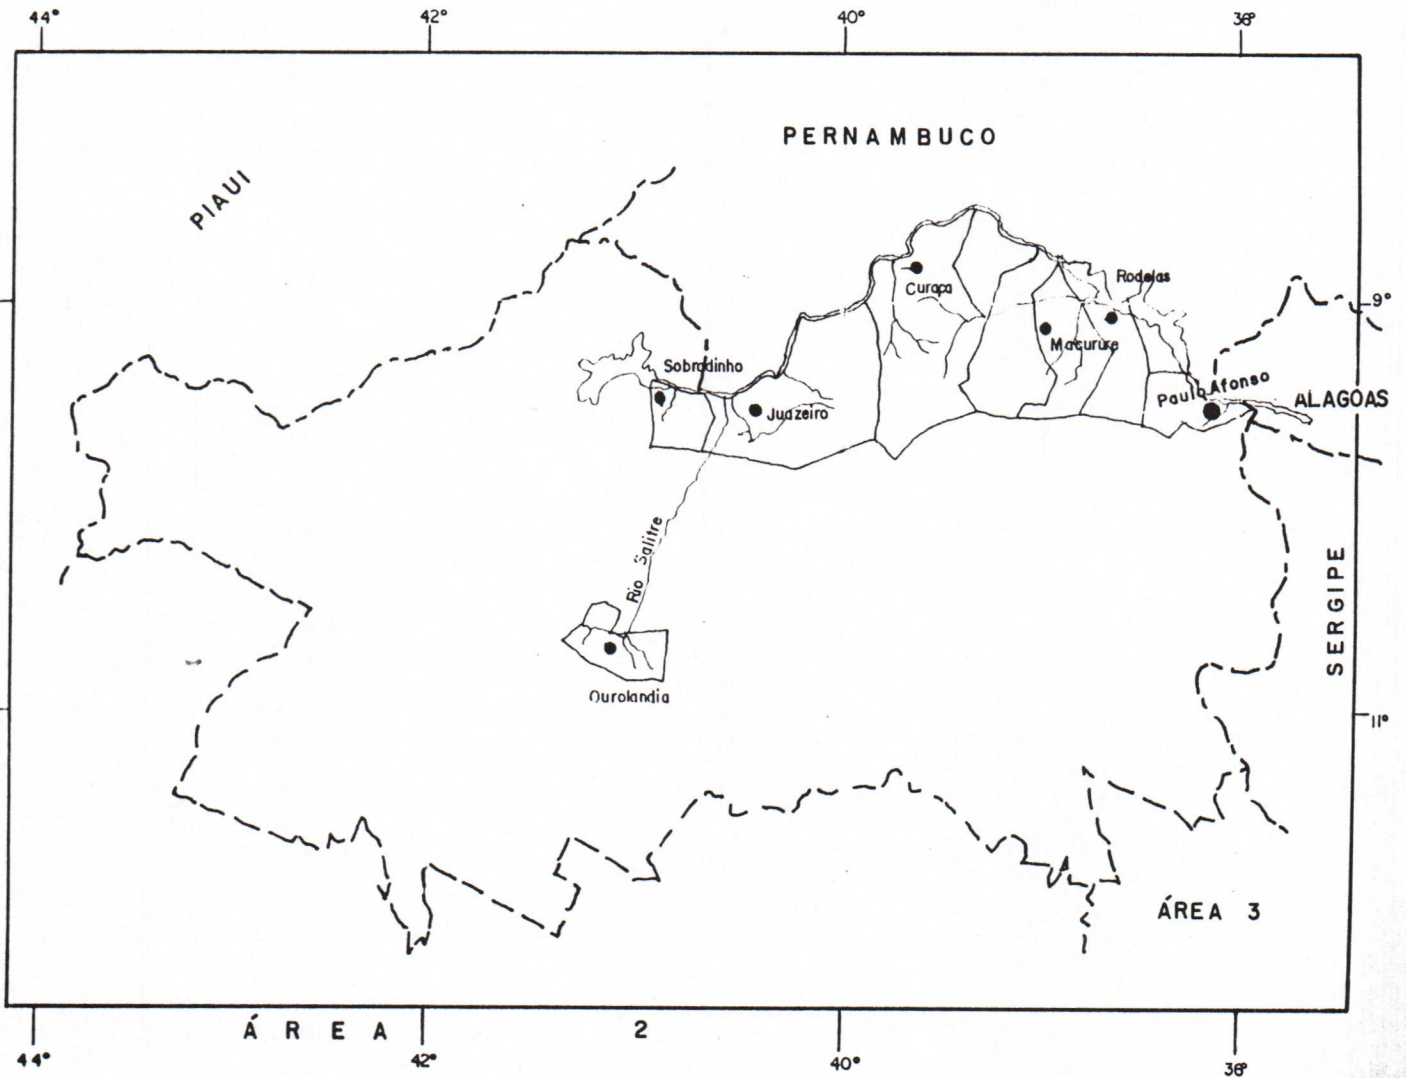 44° 42° 40° 38°
PERNAMBUCO
PIAUI
Rodelas
Curaça
9°
Macurure
Sobradinho
Paulo Afonso
ALAGOAS
Juazeiro
Rio Salitre
SERGIPE
Ourolandia
11°
ÁREA 3
ÁREA 2
44° 42° 40° 38°